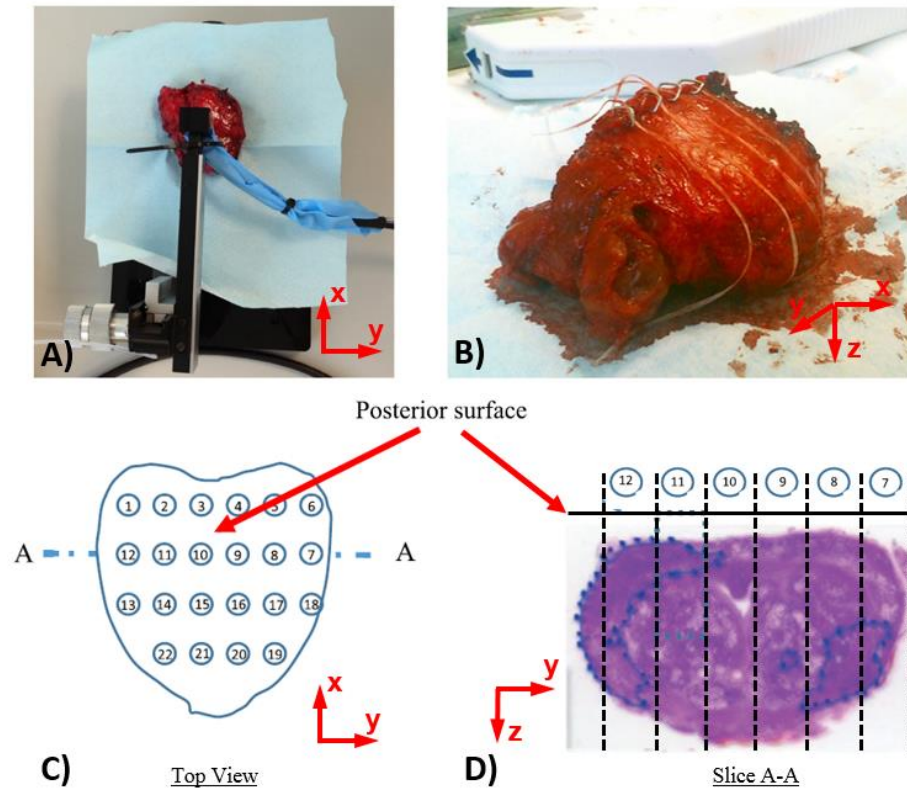 x
y
A)
y
x
z
B)
Posterior surface
1 2 3 4 5 6
A 12 11 10 9 8 7 A
13 14 15 16 17 18
22 21 20 19
x
y
C)
Top View
12 11 10 9 8 7
y
z
D)
Slice A-A